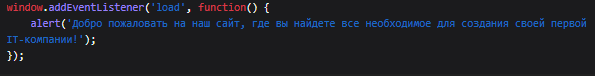 window.addEventListener('load', function() {
    alert('Добро пожаловать на наш сайт, где вы найдете все необходимое для создания своей первой
IT-компании!');
});